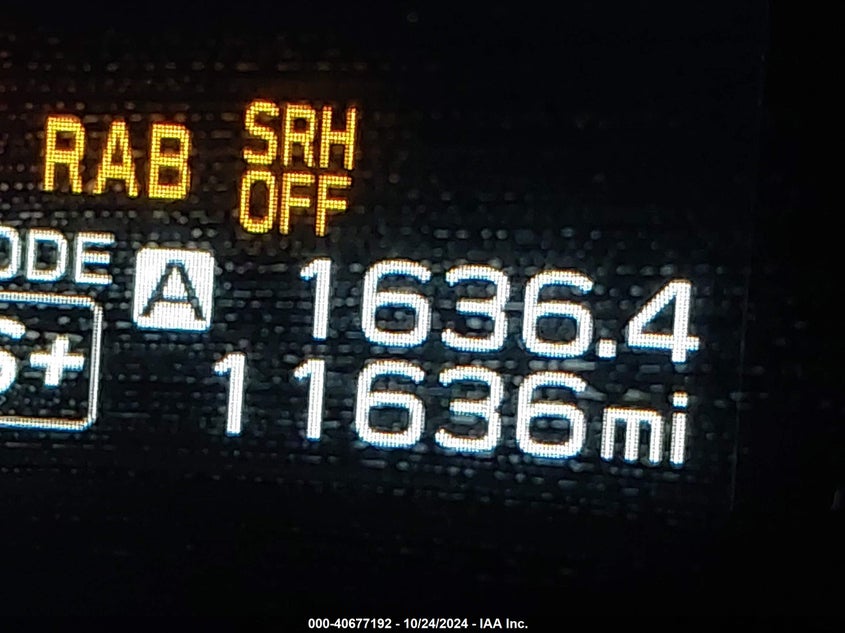 RAB SRH OFF
ODE A 1636.4
S+ 11636mi
000-40677192 - 10/24/2024 - IAA Inc.